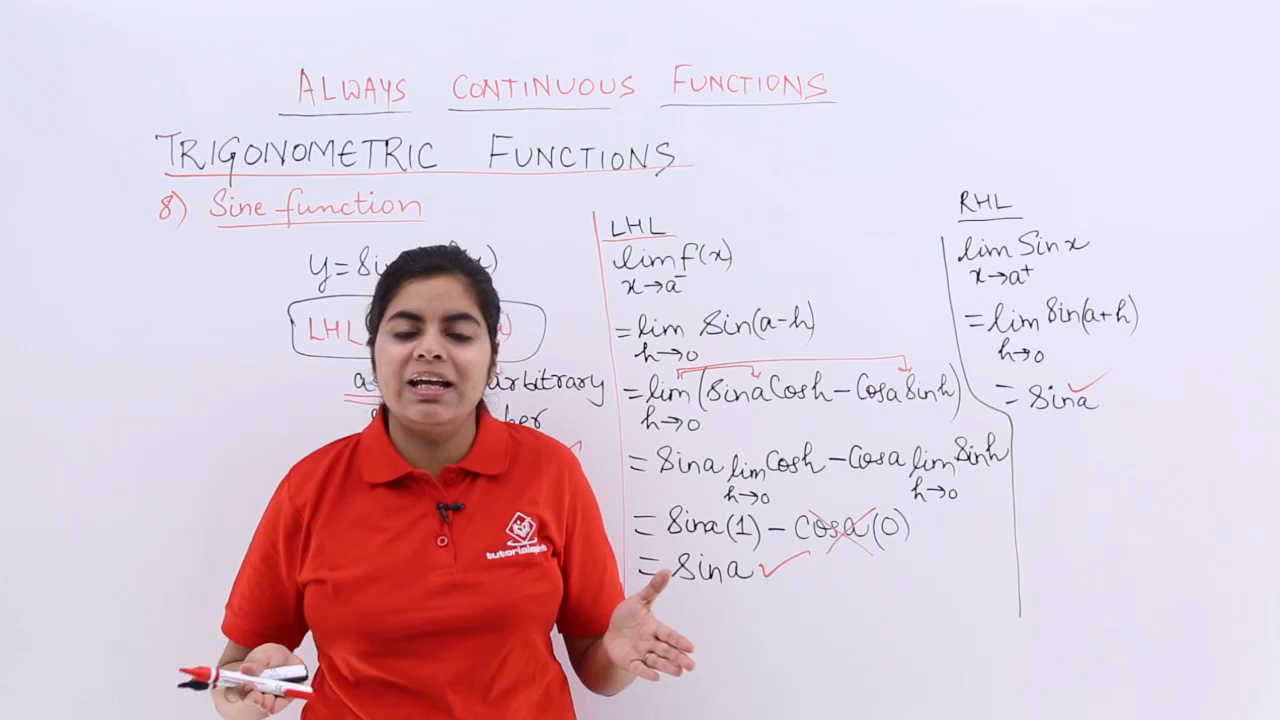 ALWAYS CONTINUOUS FUNCTIONS
TRIGONOMETRIC FUNCTIONS
8) Sine function
LHL
a
arbitrary
LHL
lim f(x)
x→a⁻
= lim Sin(a-h)
h→0
= lim (Sina Cosh - Cosa Sinh)
h→0
= Sina lim Cosh - Cosa lim Sinh
h→0 h→0
= Sina(1) - Cosa(0)
= Sina ✓
RHL
lim Sin x
x→a⁺
= lim Sin(a+h)
h→0
= Sina ✓